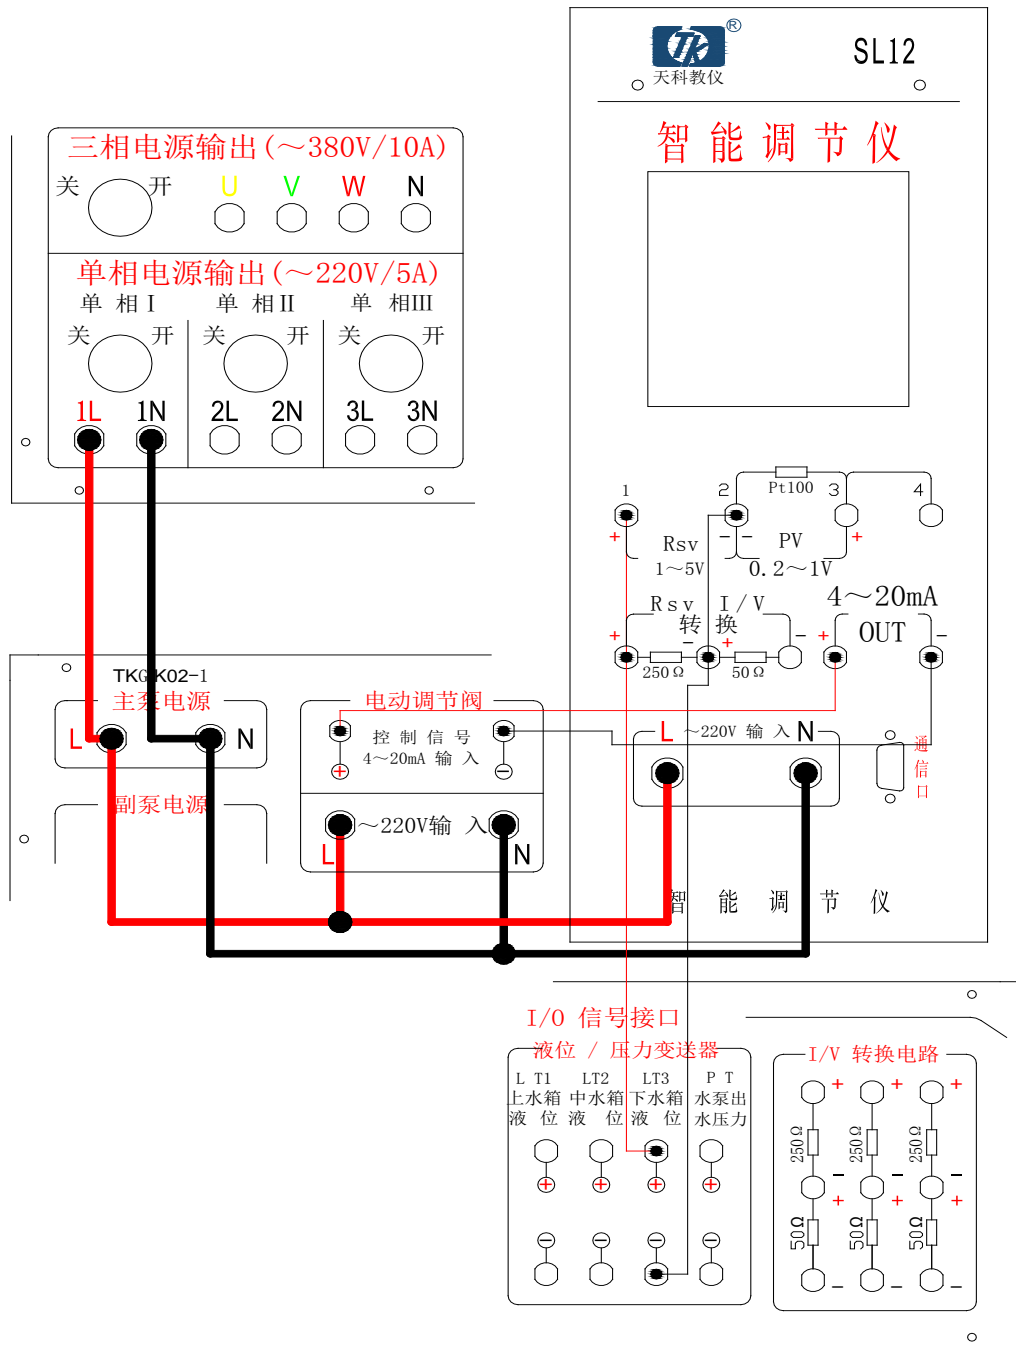 天科教仪
®
SL12
智能调节仪
三相电源输出(～380V/10A)
关 开 U V W N
单相电源输出(～220V/5A)
单 相 I 单 相 II 单 相III
关 开 关 开 关 开
1L 1N 2L 2N 3L 3N
1 2 Pt100 3 4
+ - - +
Rsv PV
1～5V 0.2～1V
Rsv I/V 4～20mA
转 换 OUT
+ - + - + -
250Ω 50Ω
TKGK02-1
主泵电源
L N
副泵电源
电动调节阀
控 制 信 号
4～20mA 输 入
+ -
～220V输 入
L N
L ～220V 输 入 N
通
信
口
智 能 调 节 仪
I/O 信号接口
液位 / 压力变送器
L T1 LT2 LT3 P T
上水箱 中水箱 下水箱 水泵出
液 位 液 位 液 位 水压力
+ + + +
- - - -
I/V 转换电路
+ + +
250Ω 250Ω 250Ω
- - -
+ + +
50Ω 50Ω 50Ω
- - -